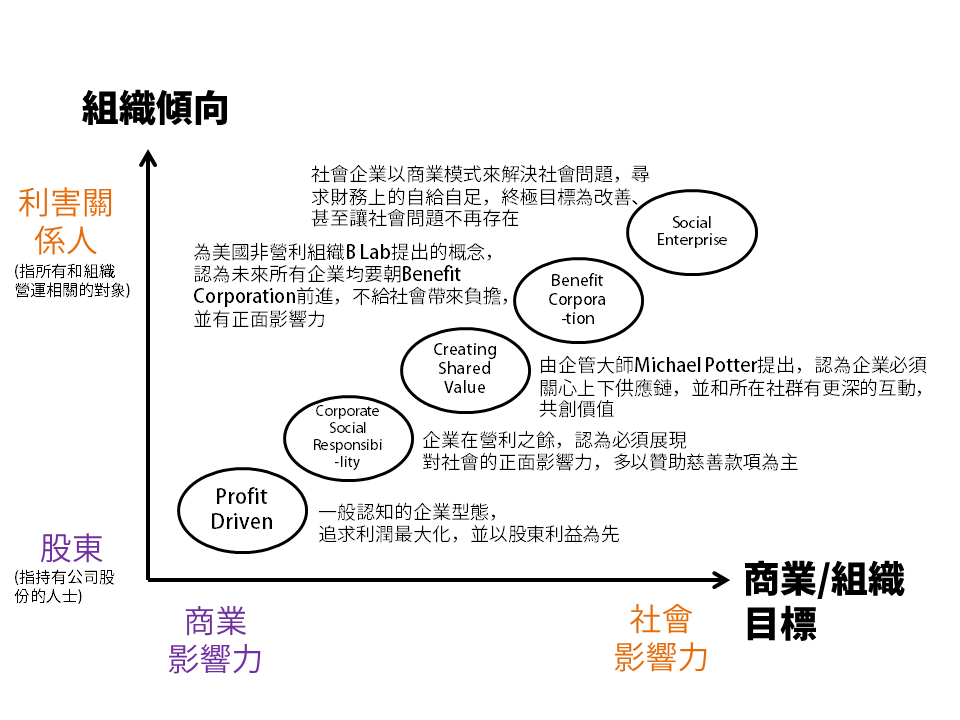 組織傾向
利害關
係人
(指所有和組織
營運相關的對象)
社會企業以商業模式來解決社會問題，尋
求財務上的自給自足，終極目標為改善、
甚至讓社會問題不再存在
Social
Enterprise
為美國非營利組織B Lab提出的概念，
認為未來所有企業均要朝Benefit
Corporation前進，不給社會帶來負擔，
並有正面影響力
Benefit
Corpora
-tion
Creating
Shared
Value
由企管大師Michael Potter提出，認為企業必須
關心上下供應鏈，並和所在社群有更深的互動，
共創價值
Corporate
Social
Responsibi
-lity
企業在營利之餘，認為必須展現
對社會的正面影響力，多以贊助慈善款項為主
Profit
Driven
一般認知的企業型態，
追求利潤最大化，並以股東利益為先
股東
(指持有公司股
份的人士)
商業/組織
目標
商業
影響力
社會
影響力